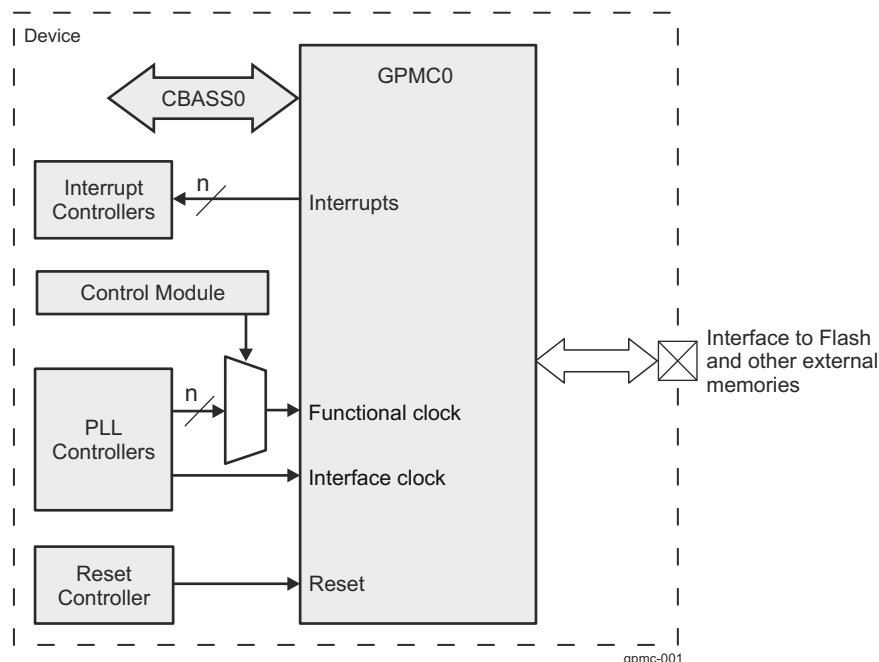 Device
GPMC0
CBASS0
n
Interrupt
Controllers
Interrupts
Control Module
Interface to Flash
and other external
memories
n
PLL
Controllers
Functional clock
Interface clock
Reset
Controller
Reset
gpmc-001